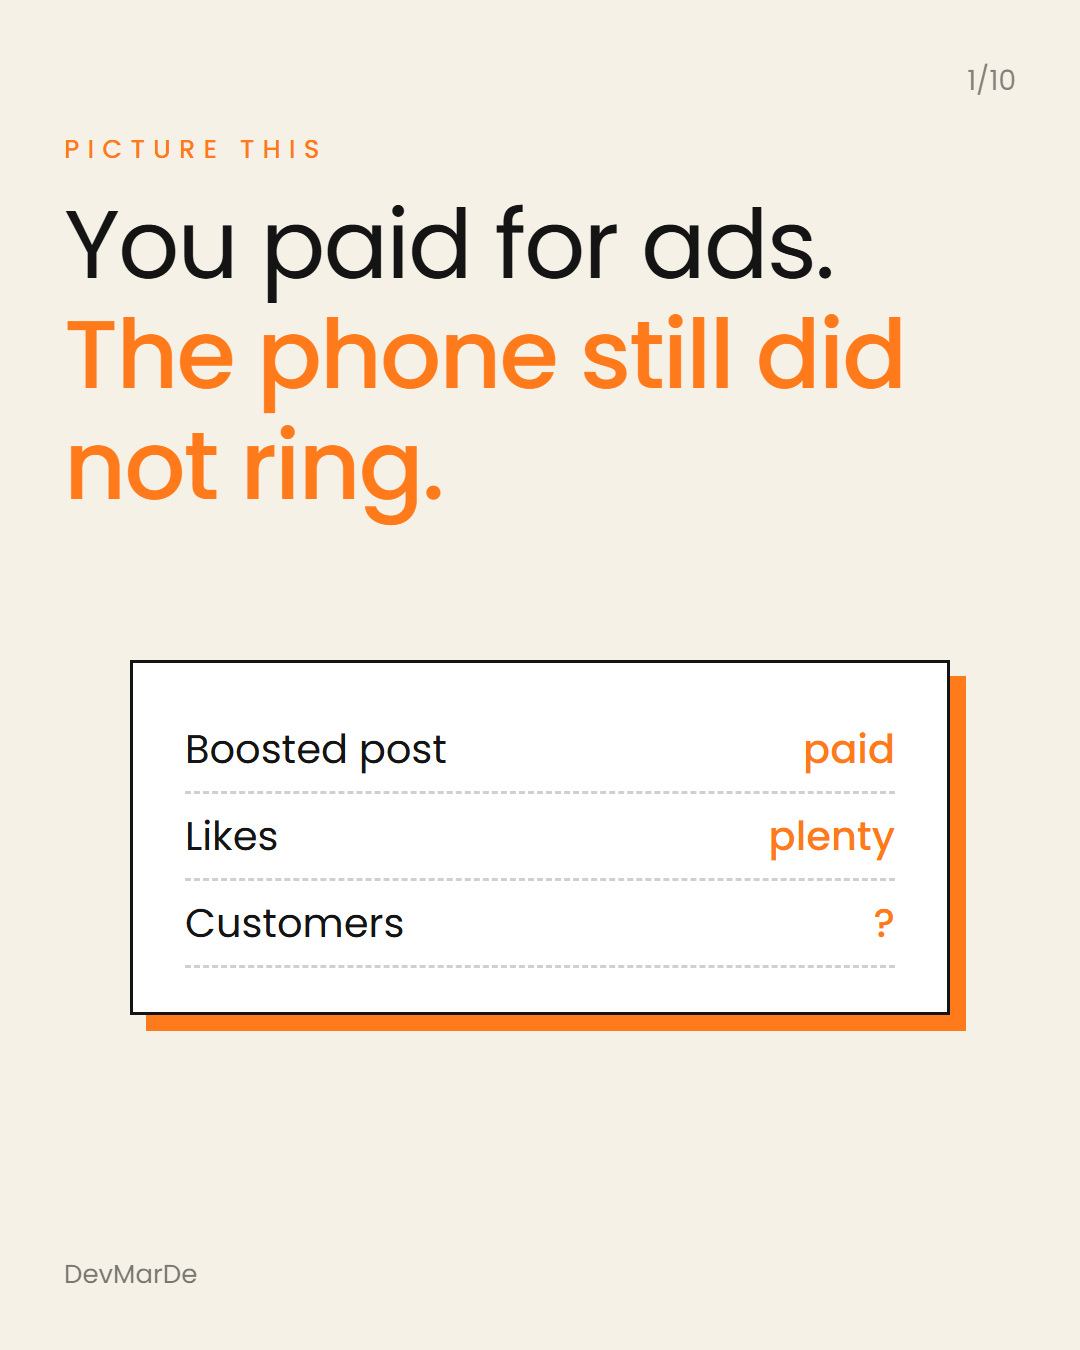 1/10
PICTURE THIS
You paid for ads.
The phone still did
not ring.
Boosted post paid
Likes plenty
Customers ?
DevMarDe